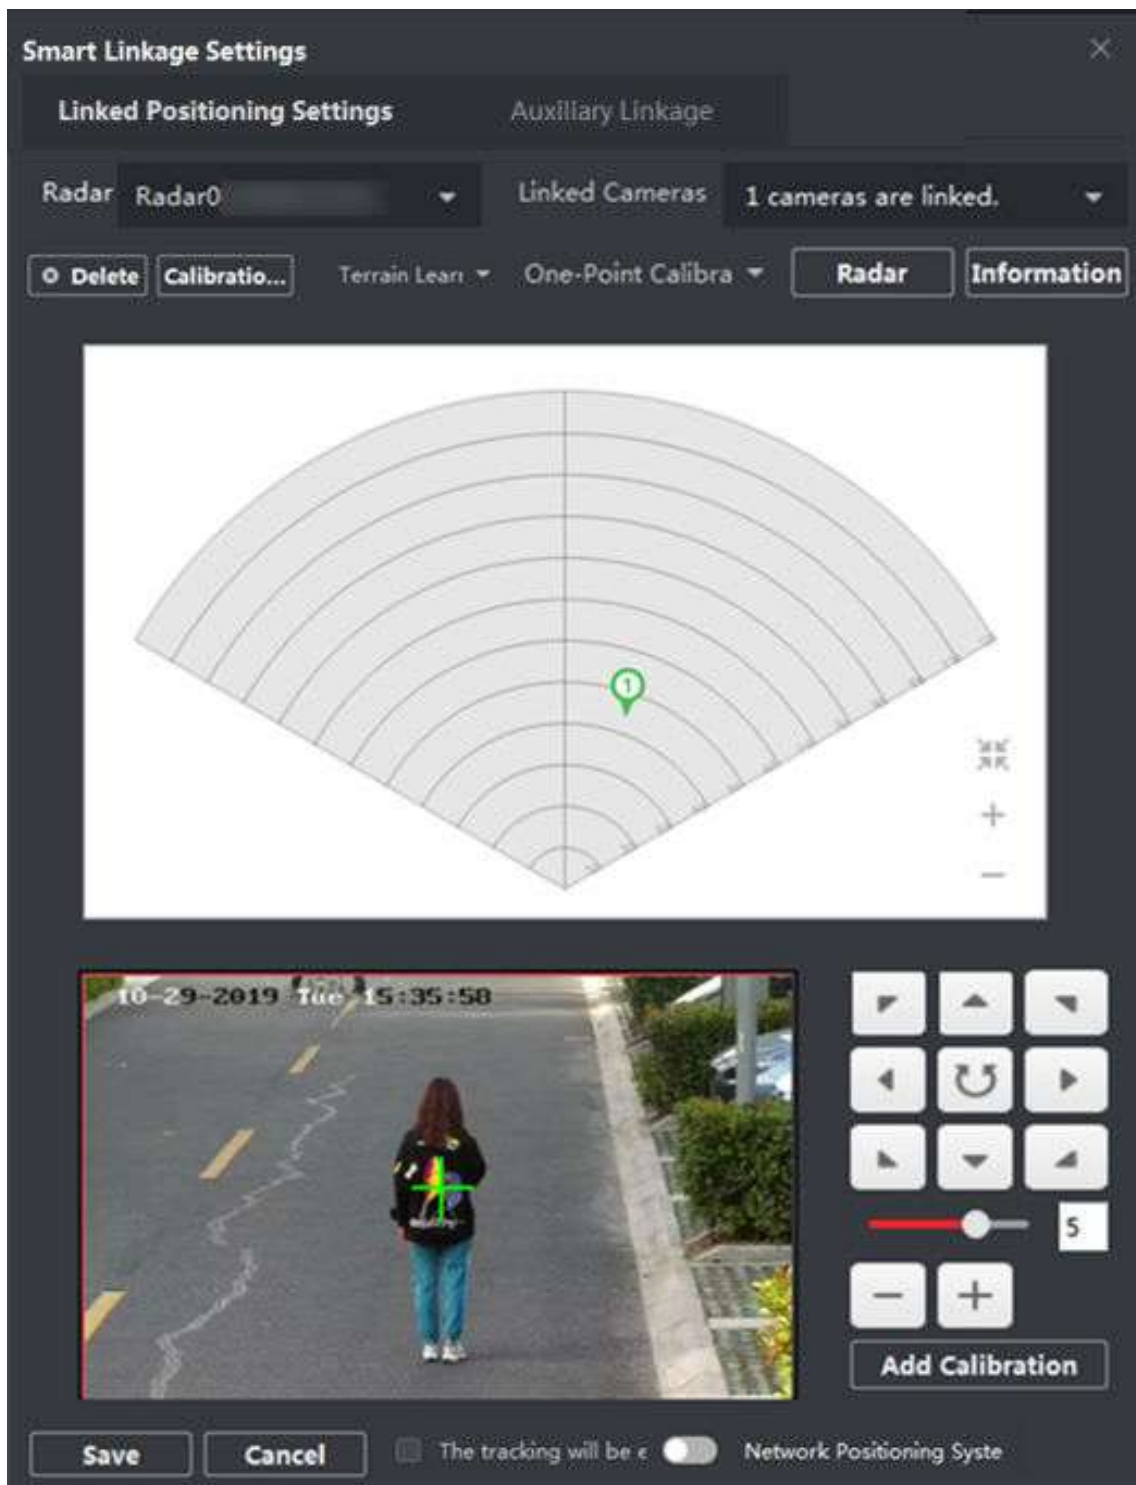 Smart Linkage Settings
Linked Positioning Settings Auxiliary Linkage
Radar Radar0 Linked Cameras 1 cameras are linked.
Delete Calibratio... Terrain Learr One-Point Calibra Radar Information
1
10-29-2019 Tue 15:35:58
5
Add Calibration
Save Cancel The tracking will be e Network Positioning Syste